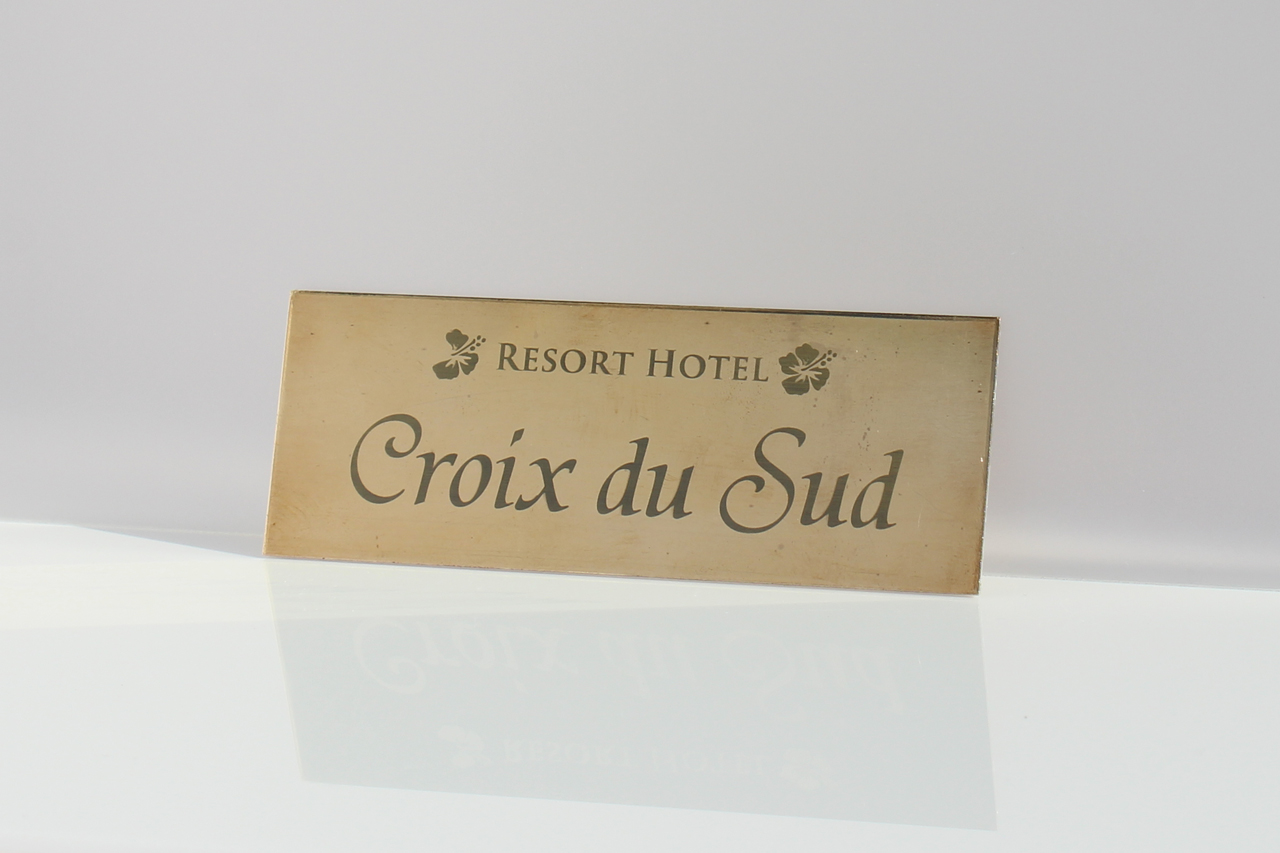 Resort Hotel
Croix du Sud